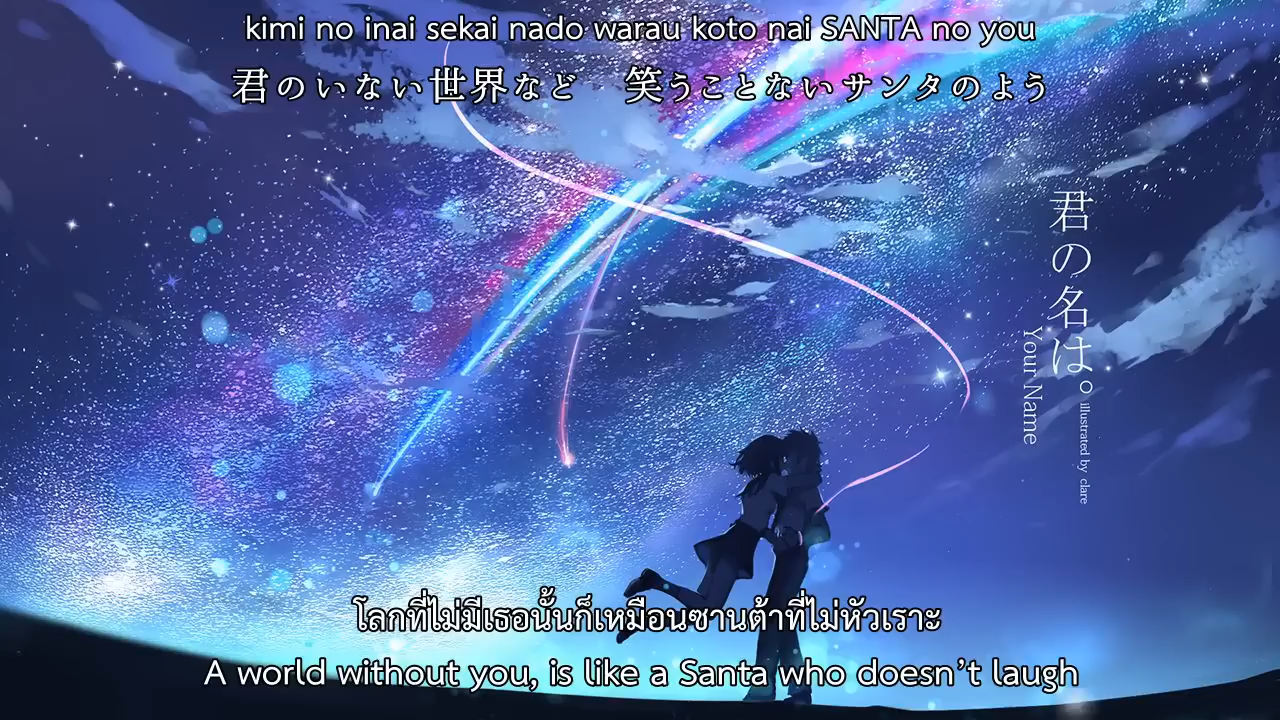 kimi no inai sekai nado warau koto nai SANTA no you
君のいない世界など　笑うことないサンタのよう
君の名は。
Your Name
illustrated by clare
โลกที่ไม่มีเธอนั้นก็เหมือนซานต้าที่ไม่หัวเราะ
A world without you, is like a Santa who doesn't laugh